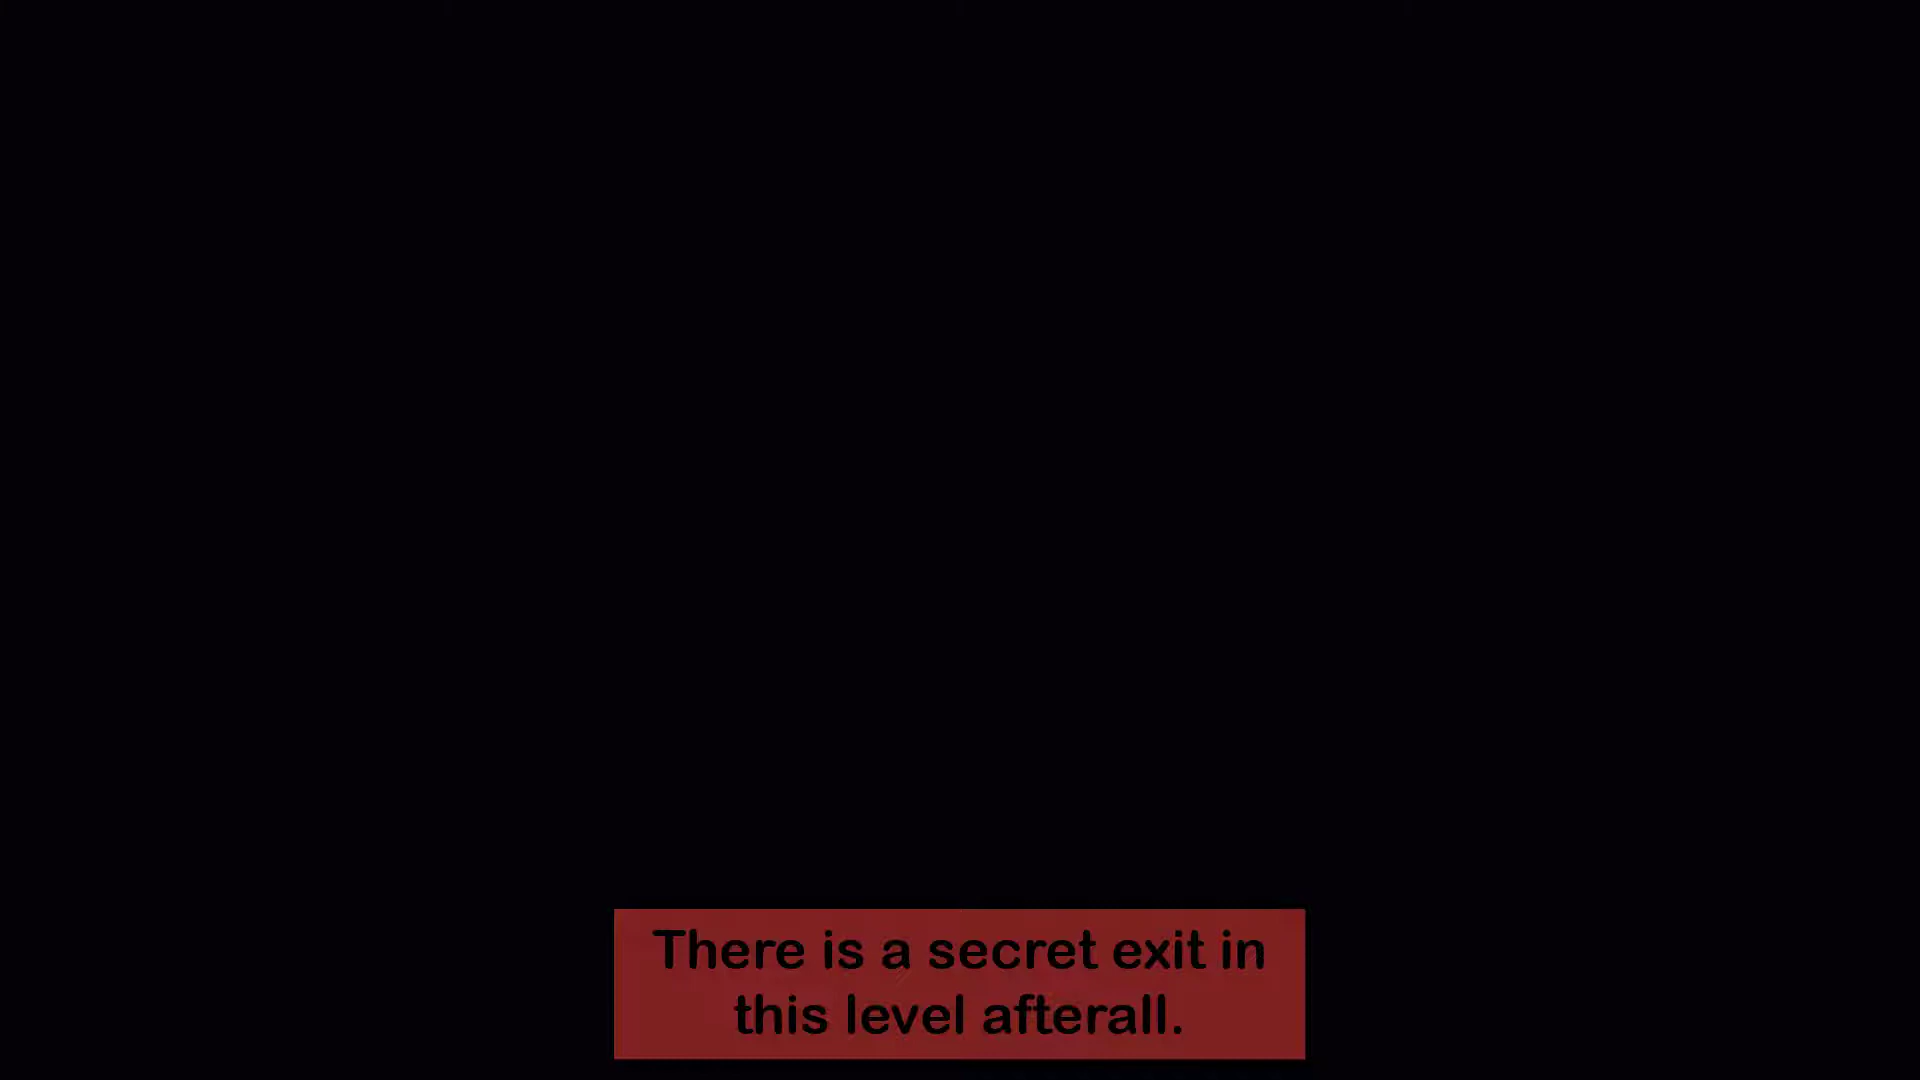 There is a secret exit in
this level afterall.